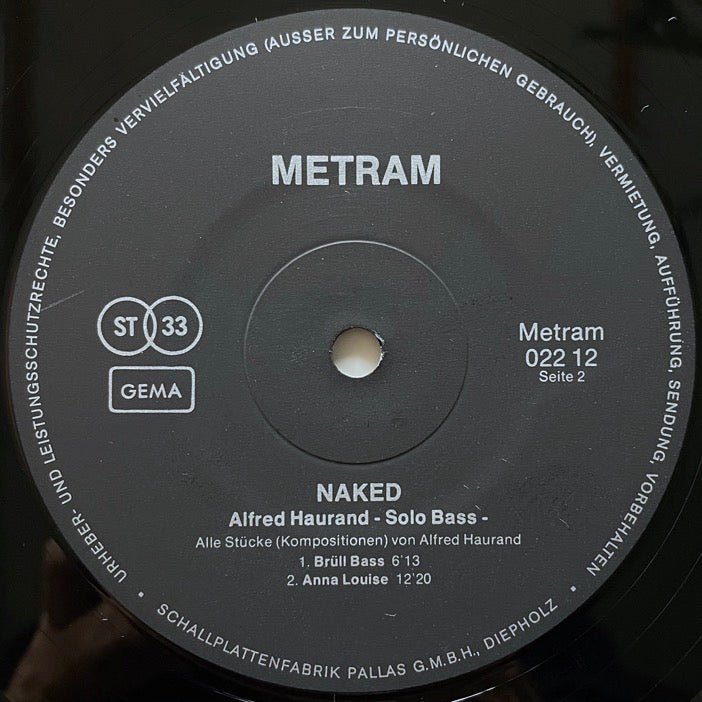 URHEBER- UND LEISTUNGSSCHUTZRECHTE, BESONDERS VERVIELFÄLTIGUNG (AUSSER ZUM PERSÖNLICHEN GEBRAUCH), VERMIETUNG, AUFFÜHRUNG, SENDUNG, VORBEHALTEN
METRAM
ST 33
GEMA
Metram
022 12
Seite 2
NAKED
Alfred Haurand - Solo Bass -
Alle Stücke (Kompositionen) von Alfred Haurand
1. Brüll Bass 6'13
2. Anna Louise 12'20
• SCHALLPLATTENFABRIK PALLAS G.M.B.H., DIEPHOLZ •